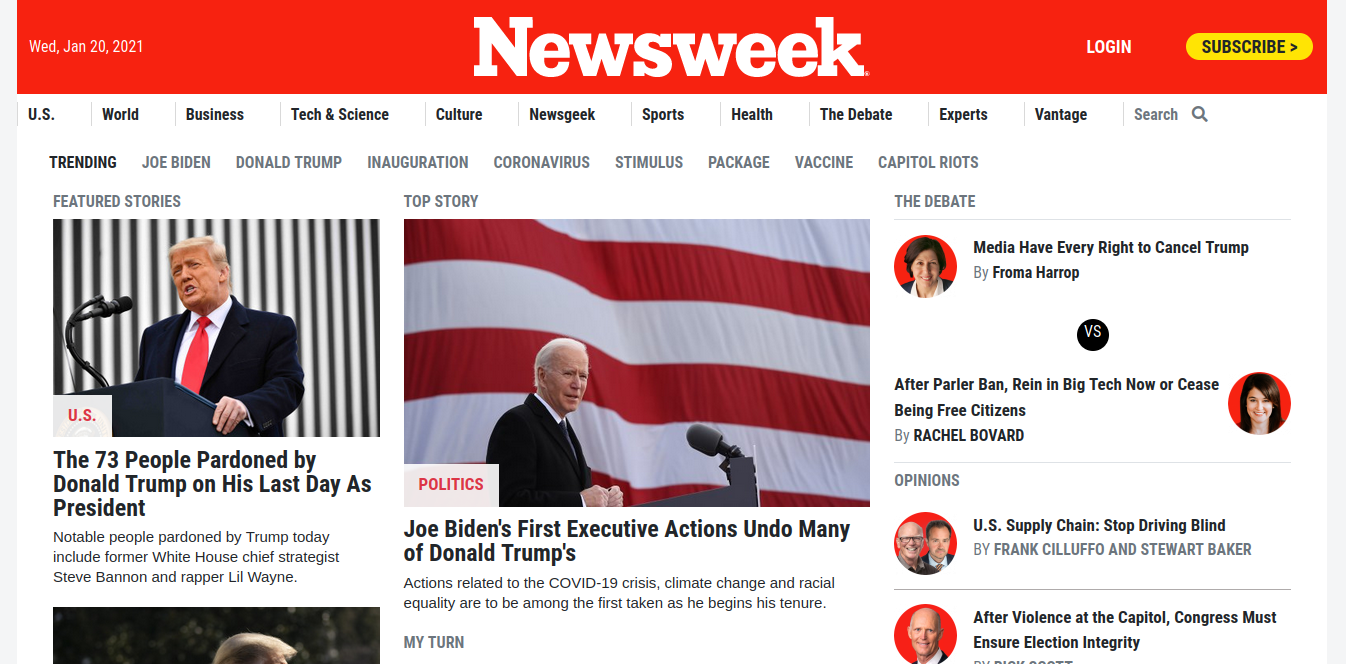 Wed, Jan 20, 2021
Newsweek
LOGIN
SUBSCRIBE >
U.S.
World
Business
Tech & Science
Culture
Newsgeek
Sports
Health
The Debate
Experts
Vantage
Search
TRENDING
JOE BIDEN
DONALD TRUMP
INAUGURATION
CORONAVIRUS
STIMULUS
PACKAGE
VACCINE
CAPITOL RIOTS
FEATURED STORIES
U.S.
The 73 People Pardoned by
Donald Trump on His Last Day As
President
Notable people pardoned by Trump today
include former White House chief strategist
Steve Bannon and rapper Lil Wayne.
TOP STORY
POLITICS
Joe Biden's First Executive Actions Undo Many
of Donald Trump's
Actions related to the COVID-19 crisis, climate change and racial
equality are to be among the first taken as he begins his tenure.
MY TURN
THE DEBATE
Media Have Every Right to Cancel Trump
By Froma Harrop
VS
After Parler Ban, Rein in Big Tech Now or Cease
Being Free Citizens
By RACHEL BOVARD
OPINIONS
U.S. Supply Chain: Stop Driving Blind
BY FRANK CILLUFFO AND STEWART BAKER
After Violence at the Capitol, Congress Must
Ensure Election Integrity
BY RICK SCOTT